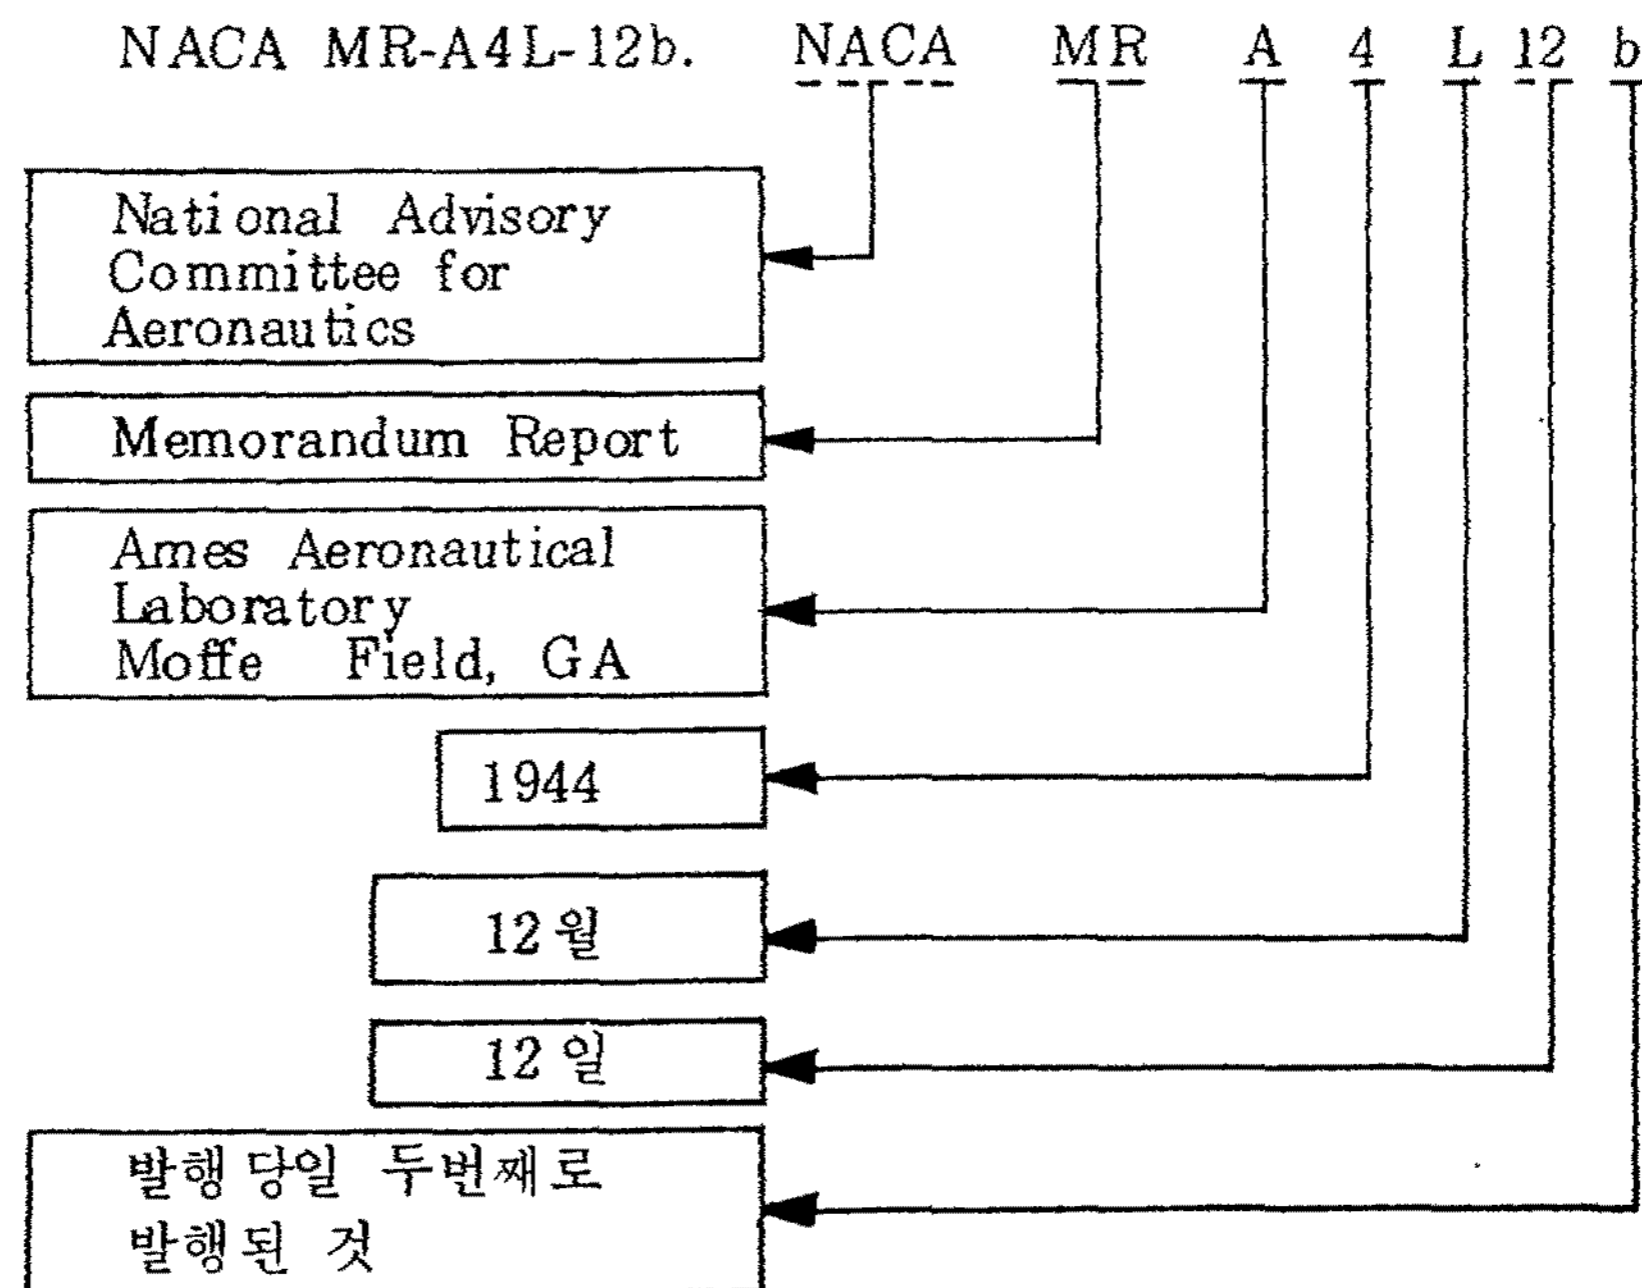 NACA MR-A4L-12b. NACA MR A 4 L 12 b
National Advisory
Committee for
Aeronautics
Memorandum Report
Ames Aeronautical
Laboratory
Moffe Field, GA
1944
12월
12일
발행당일 두번째로
발행된 것